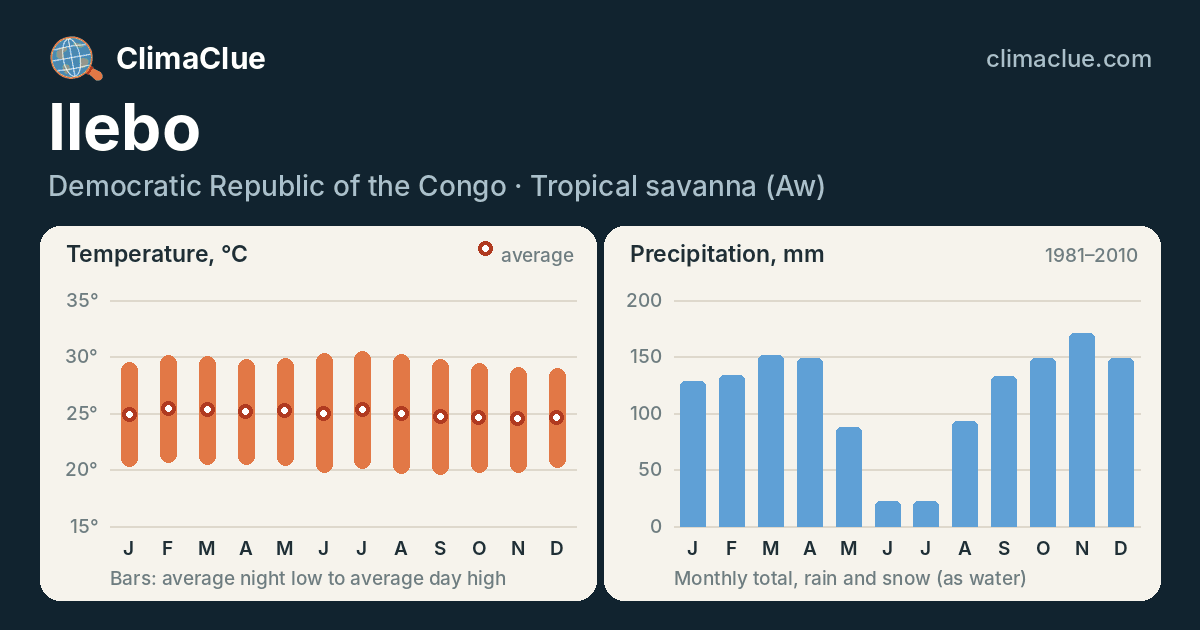 ClimaClue
climaclue.com
Ilebo
Democratic Republic of the Congo · Tropical savanna (Aw)
Temperature, °C
average
35°
30°
25°
20°
15°
J F M A M J J A S O N D
Bars: average night low to average day high
Precipitation, mm
1981–2010
200
150
100
50
0
J F M A M J J A S O N D
Monthly total, rain and snow (as water)